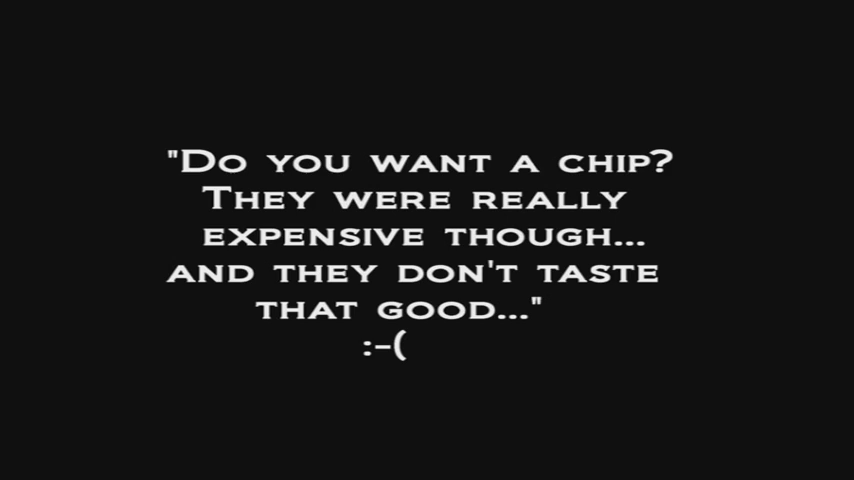 "Do you want a chip?
They were really
expensive though...
and they don't taste
that good..."
:-(